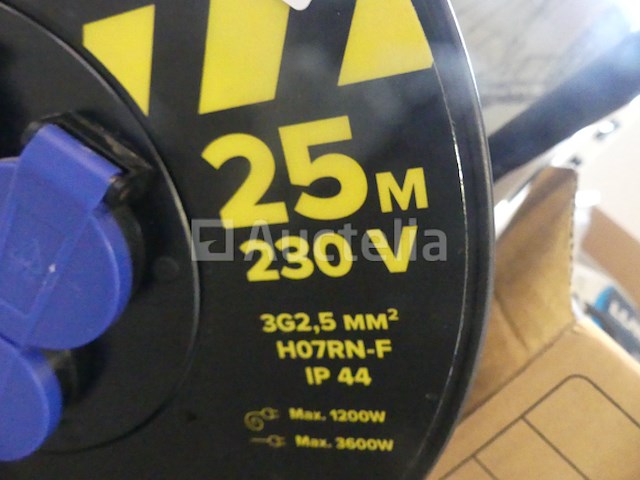 25 M
Auctelia
230 V
3G2,5 MM²
H07RN-F
IP 44
Max. 1200W
Max. 3600W